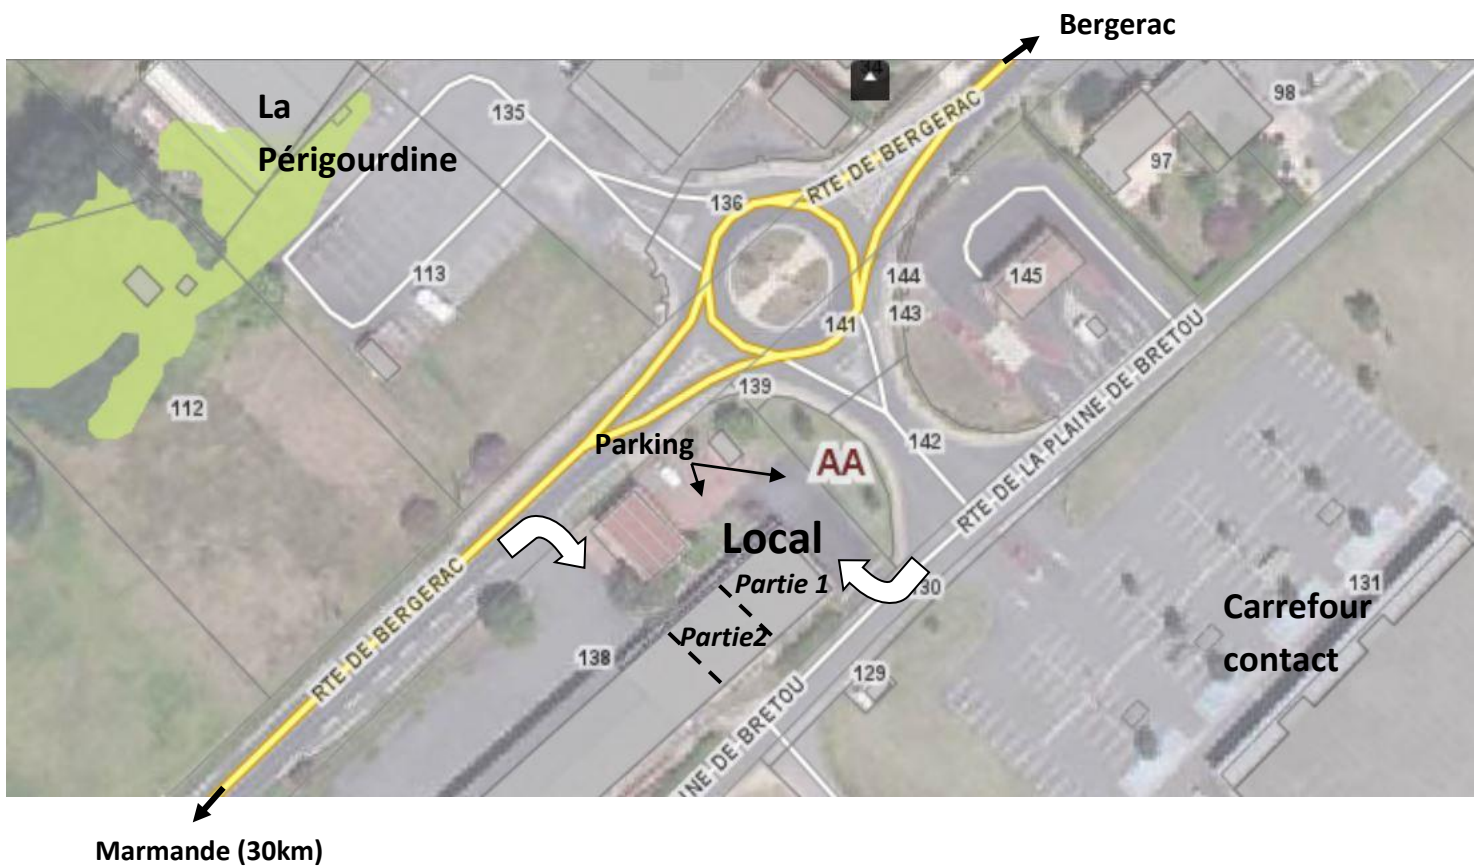 Bergerac
34
98
La
Périgourdine
135
RTE DE BERGERAC
97
136
113
144
145
143
141
RTE DE LA PLAINE DE BRETOU
139
112
Parking
142
AA
Local
Partie 1
130
131
Carrefour
contact
RTE DE BERGERAC
Partie2
138
129
INE DE BRETOU
Marmande (30km)